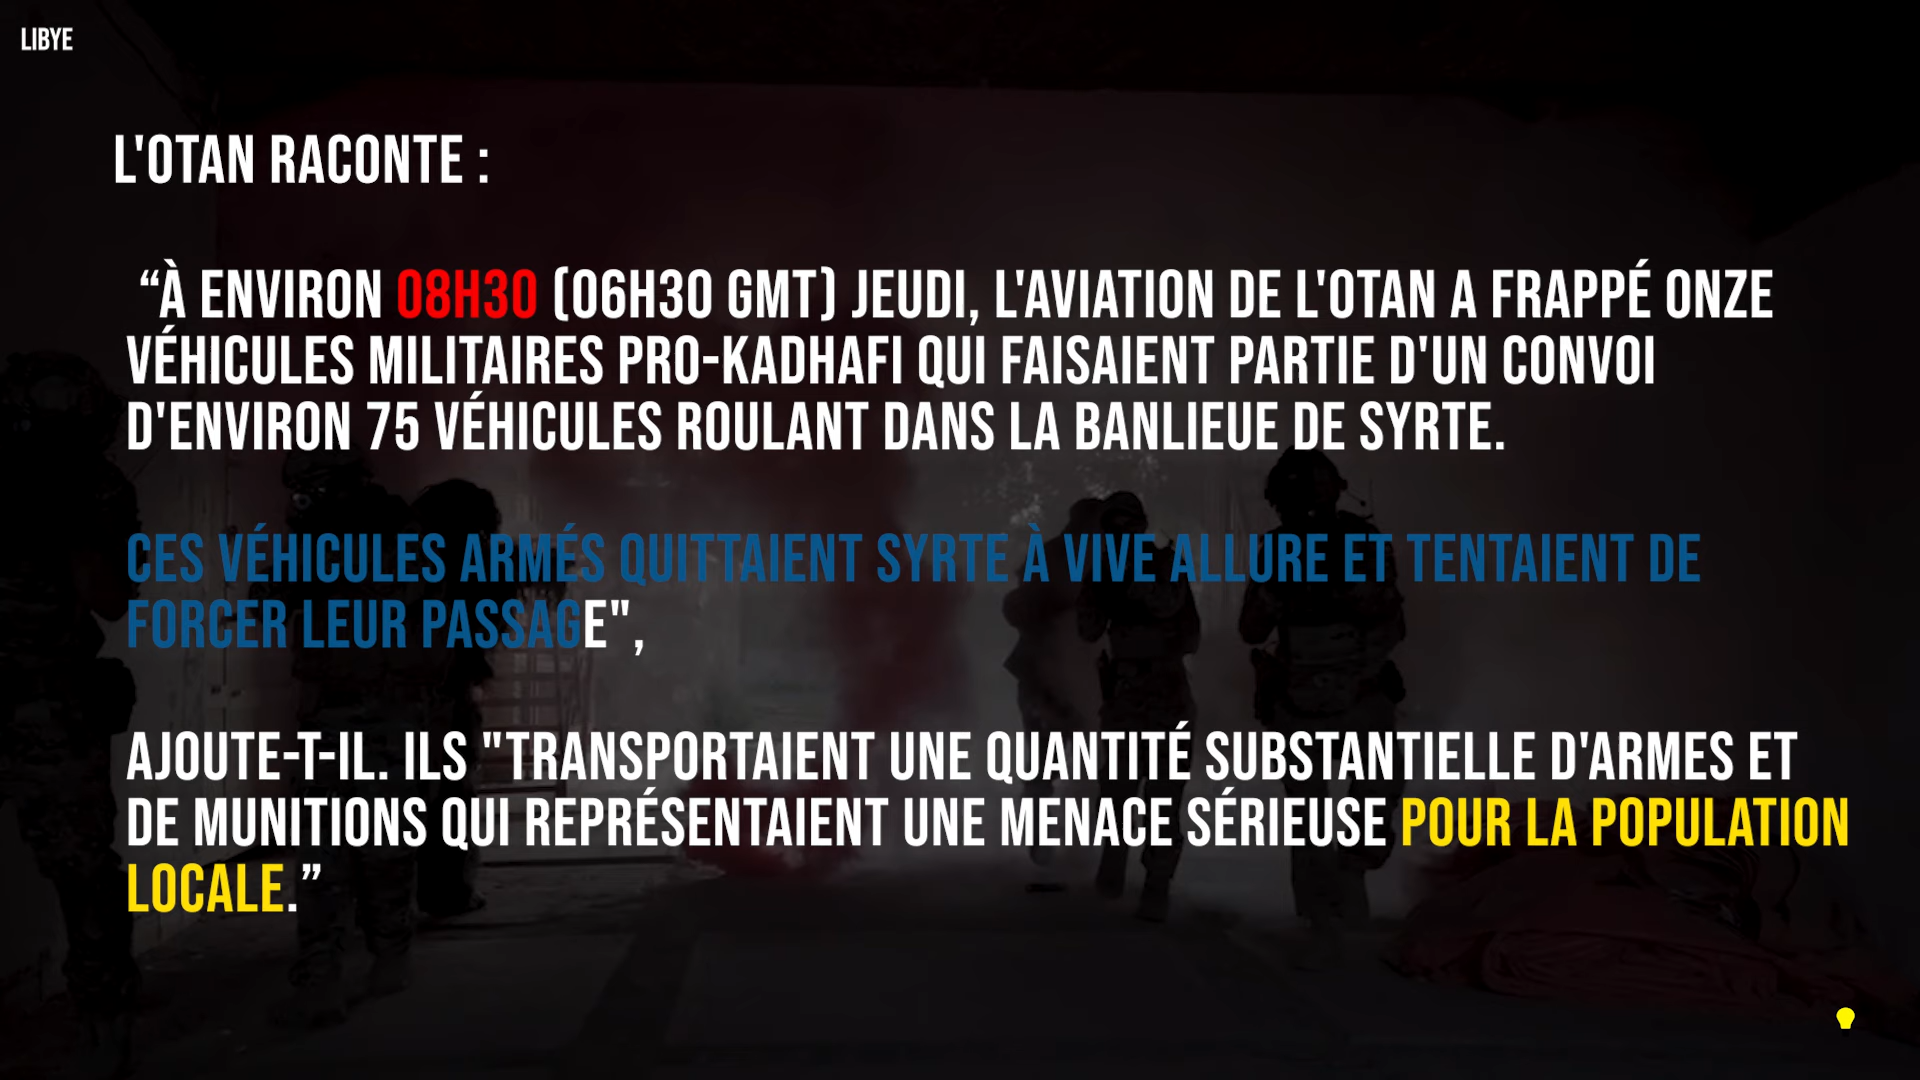 LIBYE
L'OTAN RACONTE :
“À ENVIRON 08H30 (06H30 GMT) JEUDI, L'AVIATION DE L'OTAN A FRAPPÉ ONZE
VÉHICULES MILITAIRES PRO-KADHAFI QUI FAISAIENT PARTIE D'UN CONVOI
D'ENVIRON 75 VÉHICULES ROULANT DANS LA BANLIEUE DE SYRTE.
CES VÉHICULES ARMÉS QUITTAIENT SYRTE À VIVE ALLURE ET TENTAIENT DE
FORCER LEUR PASSAGE",
AJOUTE-T-IL. ILS "TRANSPORTAIENT UNE QUANTITÉ SUBSTANTIELLE D'ARMES ET
DE MUNITIONS QUI REPRÉSENTAIENT UNE MENACE SÉRIEUSE POUR LA POPULATION
LOCALE.”